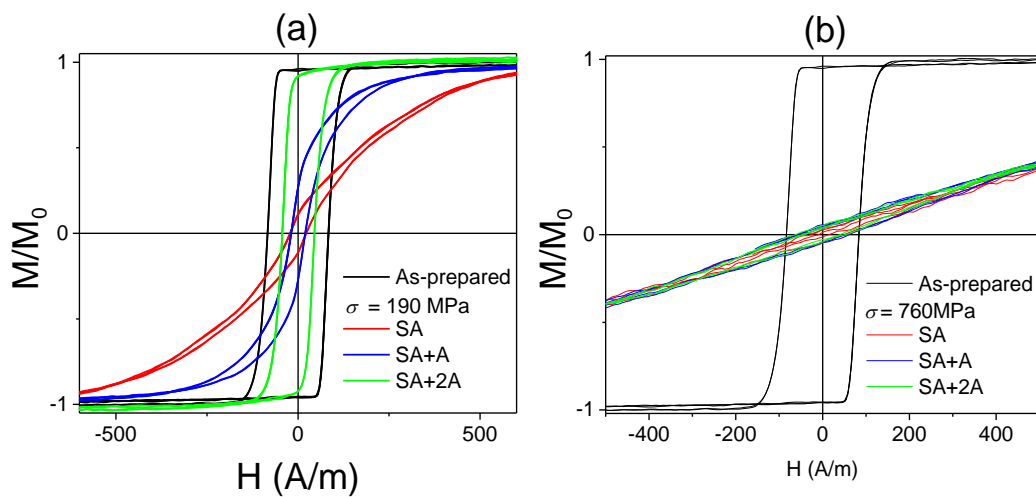 (a)
1
0
-1
M/M0
-500
0
500
H (A/m)
As-prepared
σ = 190 MPa
SA
SA+A
SA+2A
(b)
1
0
-1
M/M0
-400
-200
0
200
400
H (A/m)
As-prepared
σ = 760MPa
SA
SA+A
SA+2A